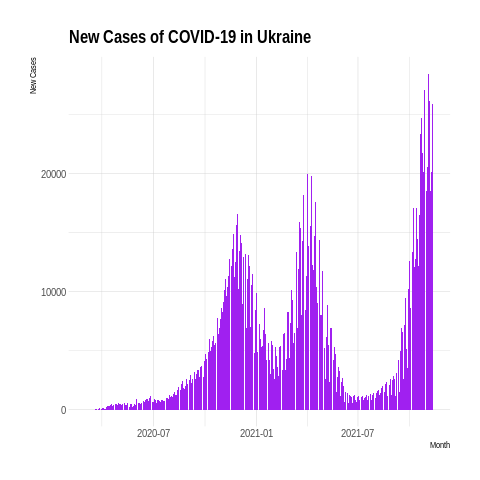 New Cases of COVID-19 in Ukraine
New Cases
20000
10000
0
2020-07
2021-01
2021-07
Month